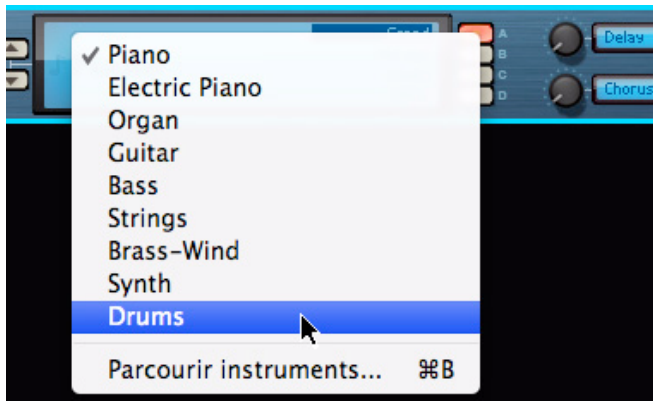 Delay
Chorus
A
B
C
D
✓ Piano
Electric Piano
Organ
Guitar
Bass
Strings
Brass-Wind
Synth
Drums
Parcourir instruments... ⌘B